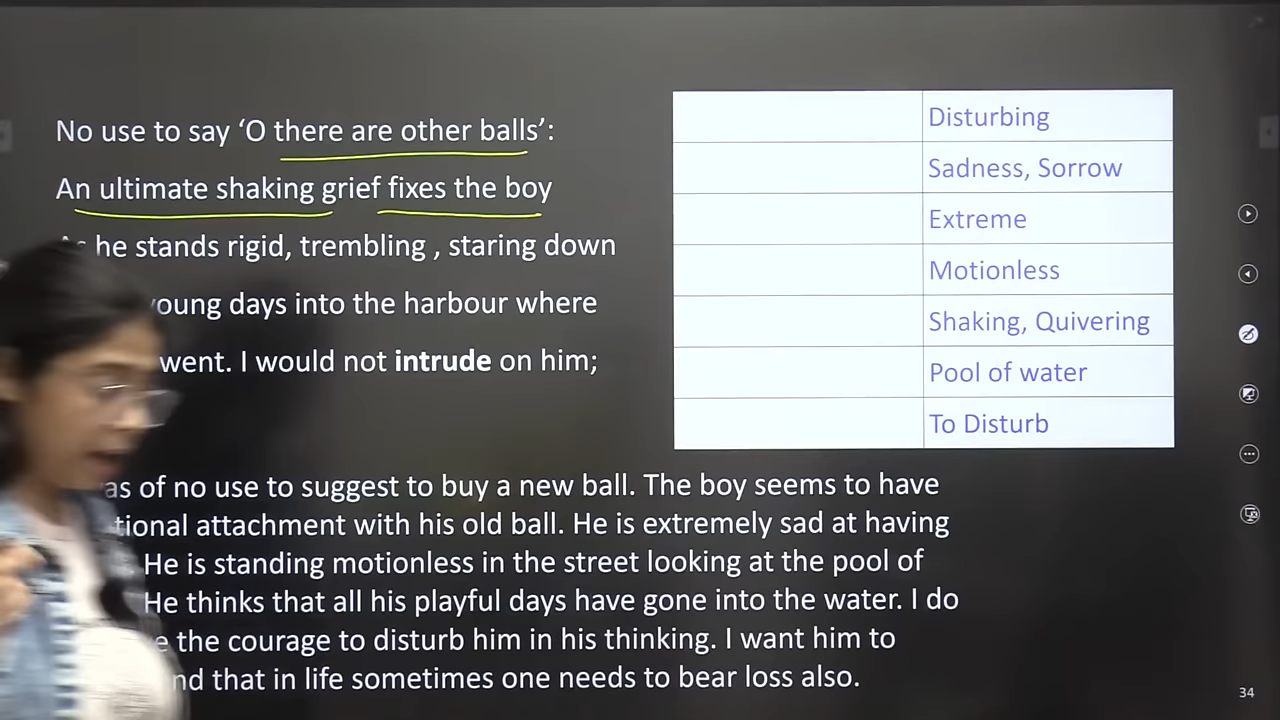 No use to say ‘O there are other balls’:
An ultimate shaking grief fixes the boy
he stands rigid, trembling , staring down
young days into the harbour where
went. I would not intrude on him;
Disturbing
Sadness, Sorrow
Extreme
Motionless
Shaking, Quivering
Pool of water
To Disturb
of no use to suggest to buy a new ball. The boy seems to have
attachment with his old ball. He is extremely sad at having
He is standing motionless in the street looking at the pool of
He thinks that all his playful days have gone into the water. I do
the courage to disturb him in his thinking. I want him to
that in life sometimes one needs to bear loss also.
34